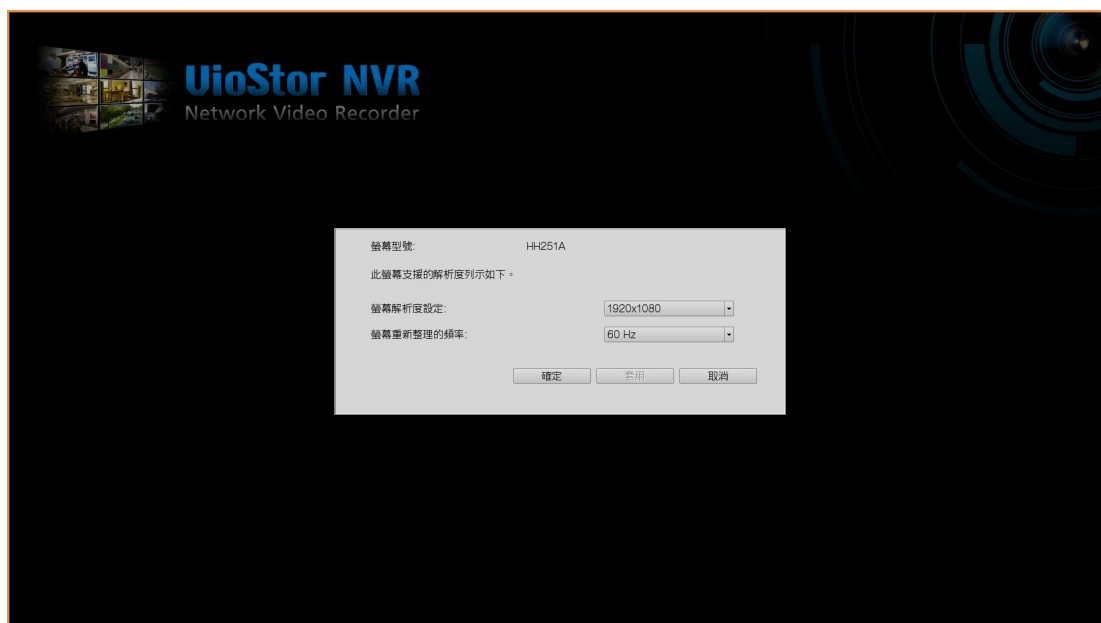 VioStor NVR
Network Video Recorder
螢幕型號: HH251A
此螢幕支援的解析度列示如下。
螢幕解析度設定: 1920x1080
螢幕重新整理的頻率: 60 Hz
確定 套用 取消